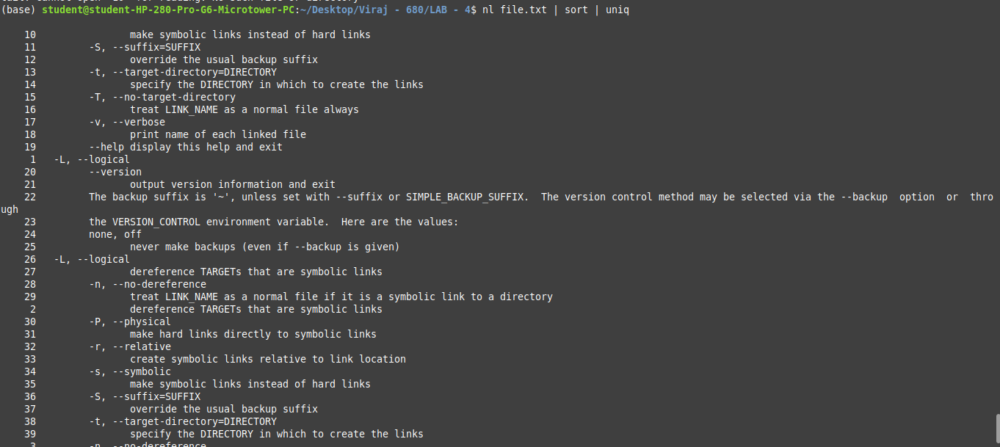 (base) student@student-HP-280-Pro-G6-Microtower-PC:~/Desktop/Viraj - 680/LAB - 4$ nl file.txt | sort | uniq
10 make symbolic links instead of hard links
11 -S, --suffix=SUFFIX
12 override the usual backup suffix
13 -t, --target-directory=DIRECTORY
14 specify the DIRECTORY in which to create the links
15 -T, --no-target-directory
16 treat LINK_NAME as a normal file always
17 -v, --verbose
18 print name of each linked file
19 --help display this help and exit
1 -L, --logical
20 --version
21 output version information and exit
22 The backup suffix is '~', unless set with --suffix or SIMPLE_BACKUP_SUFFIX.  The version control method may be selected via the --backup  option  or  thro
ugh
23 the VERSION_CONTROL environment variable.  Here are the values:
24 none, off
25 never make backups (even if --backup is given)
26 -L, --logical
27 dereference TARGETs that are symbolic links
28 -n, --no-dereference
29 treat LINK_NAME as a normal file if it is a symbolic link to a directory
2 dereference TARGETs that are symbolic links
30 -P, --physical
31 make hard links directly to symbolic links
32 -r, --relative
33 create symbolic links relative to link location
34 -s, --symbolic
35 make symbolic links instead of hard links
36 -S, --suffix=SUFFIX
37 override the usual backup suffix
38 -t, --target-directory=DIRECTORY
39 specify the DIRECTORY in which to create the links
3 -n, --no-dereference